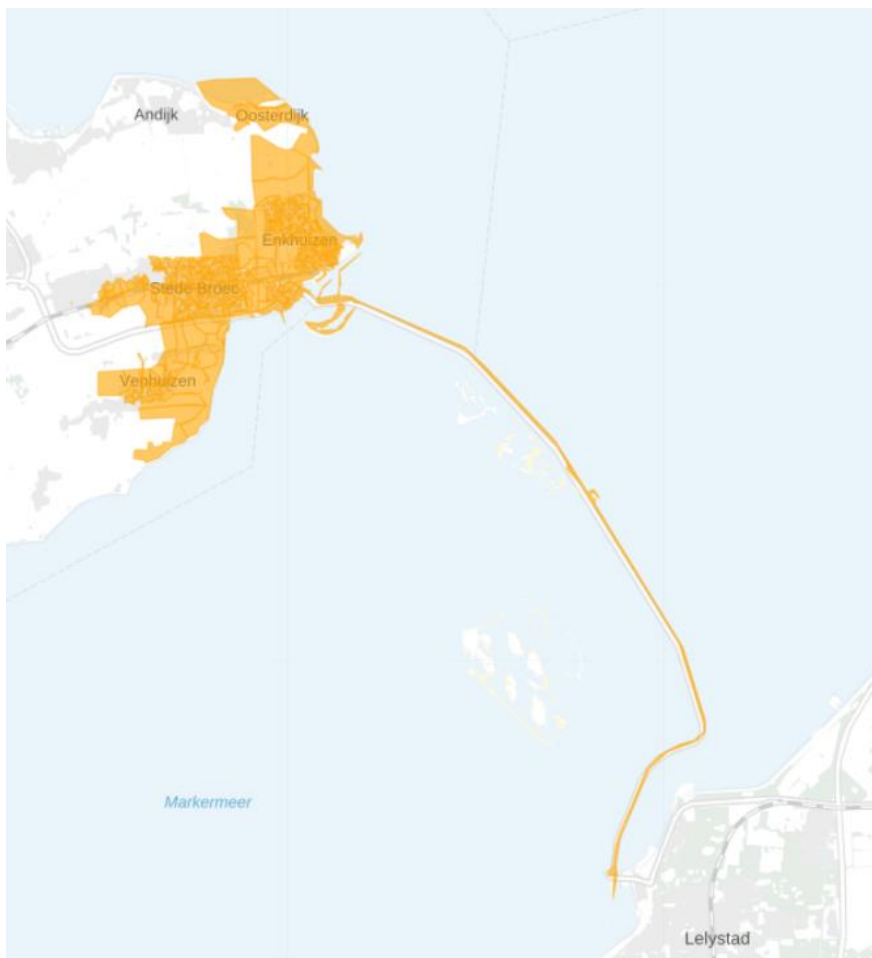 Andijk
Oosterdijk
Enkhuizen
Stede Broec
Venhuizen
Markermeer
Lelystad